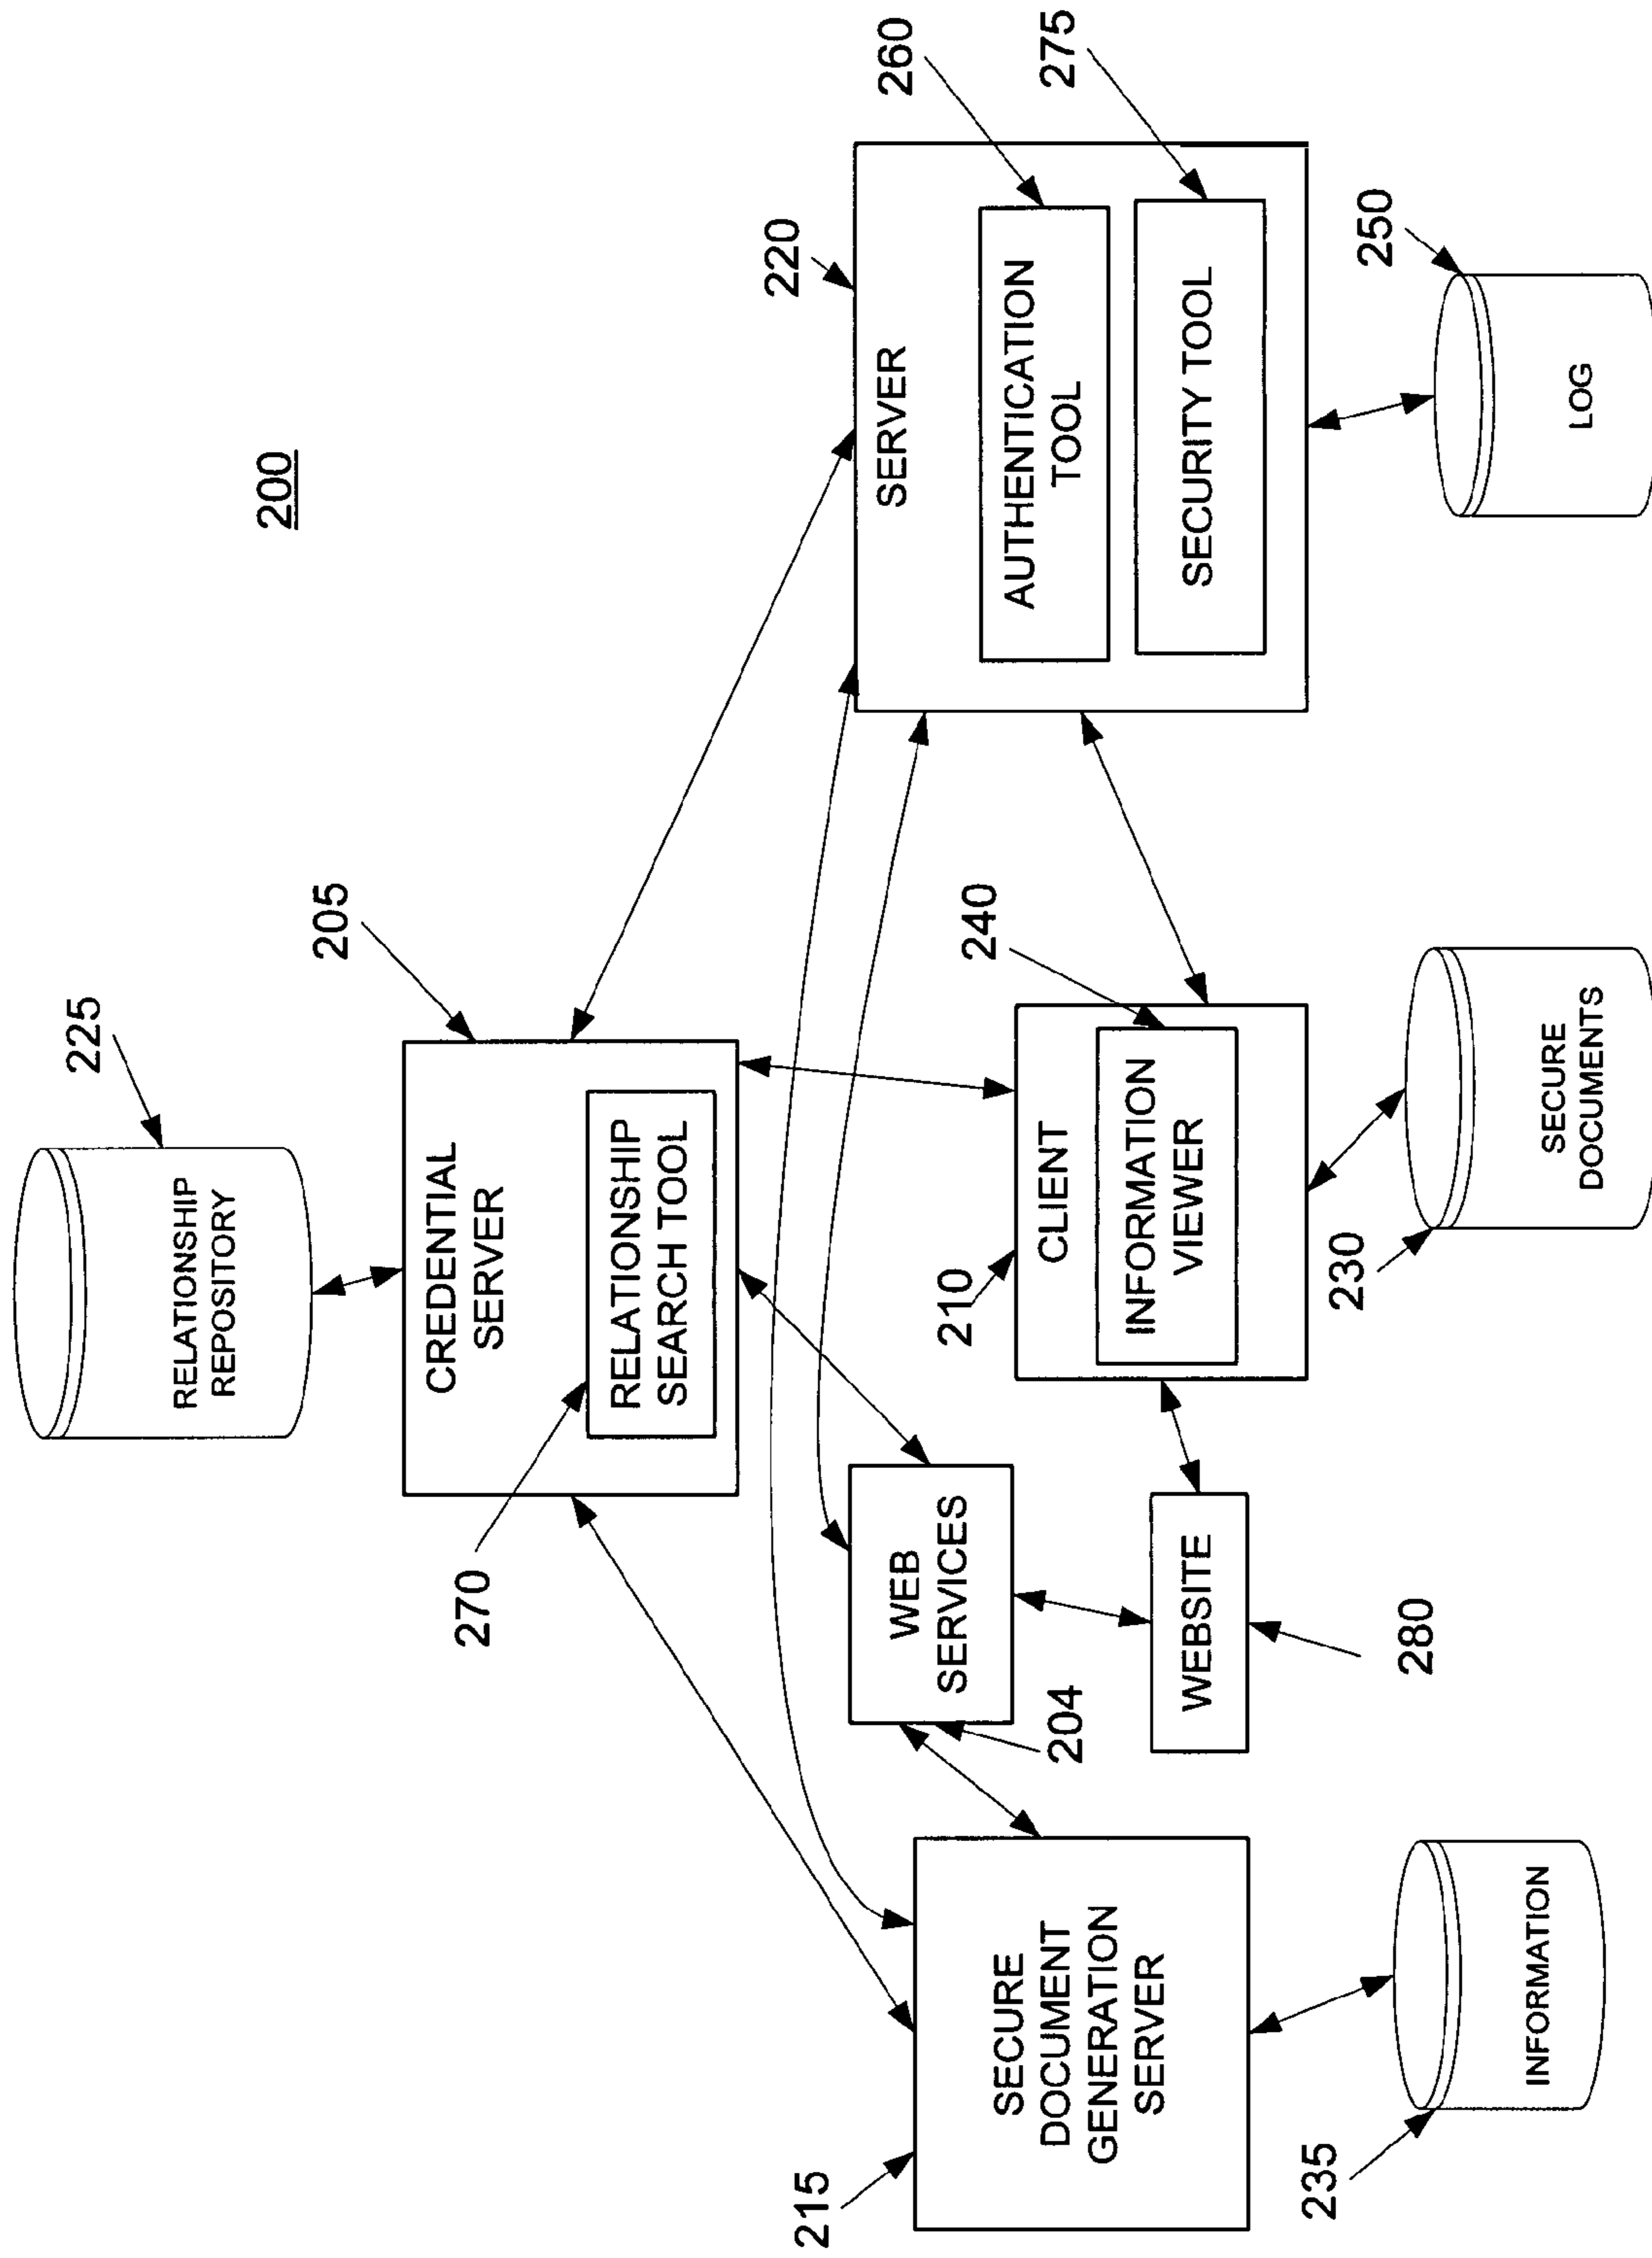 200
225
RELATIONSHIP
REPOSITORY
205
CREDENTIAL
SERVER
270
RELATIONSHIP
SEARCH TOOL
220
SERVER
260
AUTHENTICATION
TOOL
275
SECURITY TOOL
250
LOG
WEB
SERVICES
204
210
CLIENT
240
INFORMATION
VIEWER
215
SECURE
DOCUMENT
GENERATION
SERVER
WEBSITE
280
230
SECURE
DOCUMENTS
235
INFORMATION